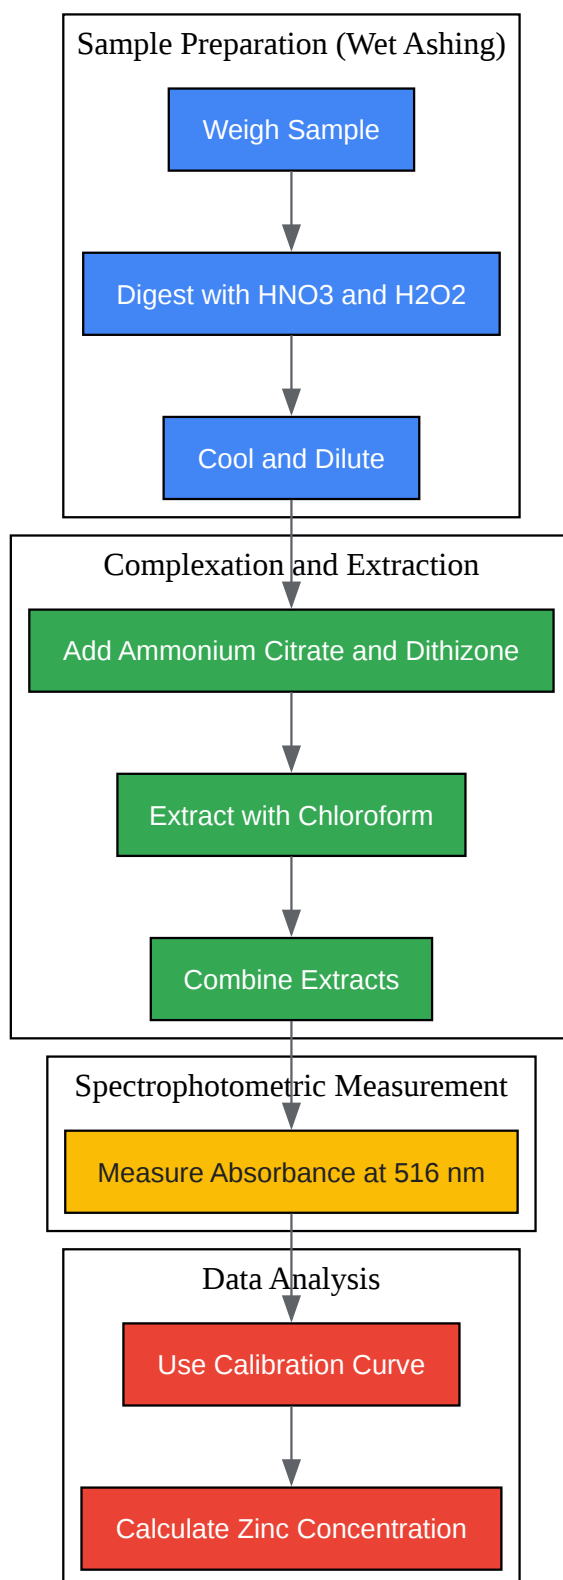 Sample Preparation (Wet Ashing)
Weigh Sample
Digest with HNO3 and H2O2
Cool and Dilute
Complexation and Extraction
Add Ammonium Citrate and Dithizone
Extract with Chloroform
Combine Extracts
Spectrophotometric Measurement
Measure Absorbance at 516 nm
Data Analysis
Use Calibration Curve
Calculate Zinc Concentration